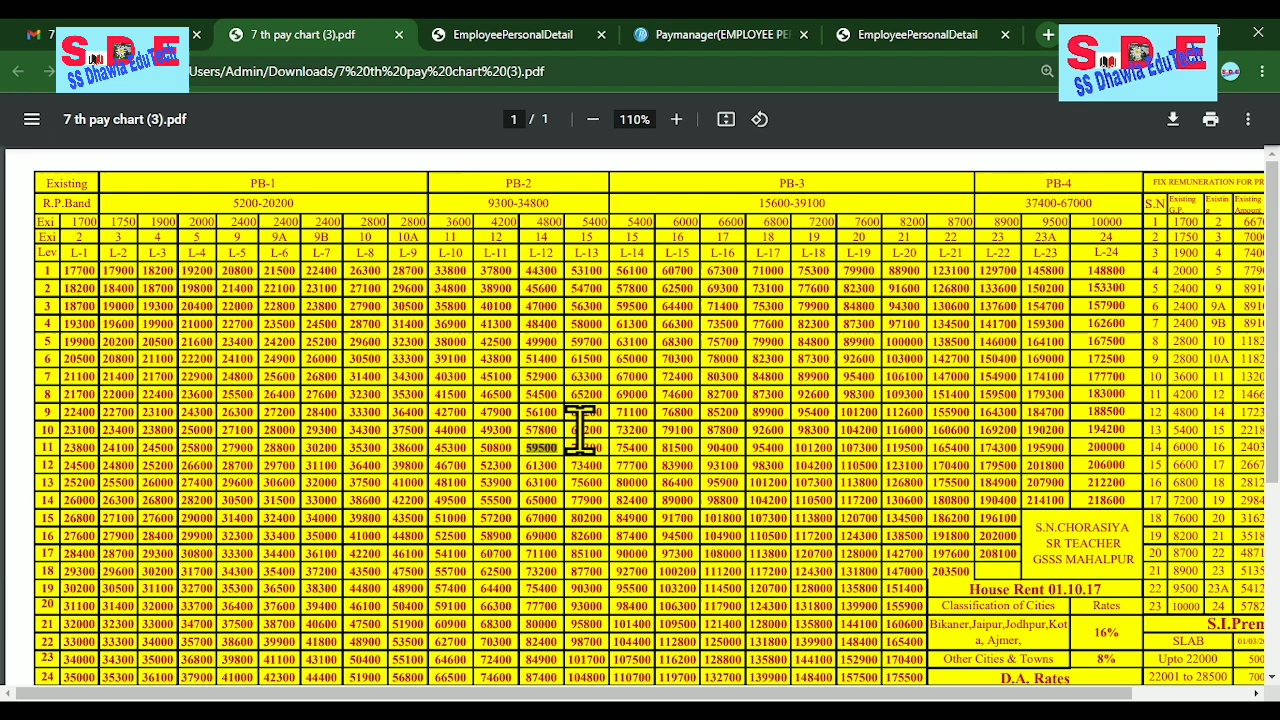 S.D.E
SS Dhawla EduTech
7 th pay chart (3).pdf
EmployeePersonalDetail
Paymanager(EMPLOYEE PE
EmployeePersonalDetail
S.D.E
SS Dhawla EduTech
Users/Admin/Downloads/7%20th%20pay%20chart%20(3).pdf
7 th pay chart (3).pdf 1 / 1 110%
Existing PB-1 PB-2 PB-3 PB-4 FIX REMUNERATION FOR PR
R.P.Band 5200-20200 9300-34800 15600-39100 37400-67000 S.N Existing G.P. Existin g Existing Amount
Exi 1700 1750 1900 2000 2400 2400 2400 2800 2800 3600 4200 4800 5400 5400 6000 6600 6800 7200 7600 8200 8700 8900 9500 10000 1 1700 2 6670
Exi 2 3 4 5 9 9A 9B 10 10A 11 12 14 15 15 16 17 18 19 20 21 22 23 23A 24 2 1750 3
Lev L-1 L-2 L-3 L-4 L-5 L-6 L-7 L-8 L-9 L-10 L-11 L-12 L-13 L-14 L-15 L-16 L-17 L-18 L-19 L-20 L-21 L-22 L-23 L-24 3 1900 4
1 17700 17900 18200 19200 20800 21500 22400 26300 28700 33800 37800 44300 53100 56100 60700 67300 71000 75300 79900 88900 123100 129700 145800 148800 4 2000 5
2 18200 18400 18700 19800 21400 22100 23100 27100 29600 34800 38900 45600 54700 57800 62500 69300 73100 77600 82300 91600 126800 133600 150200 153300 5 2400 9
3 18700 19000 19300 20400 22000 22800 23800 27900 30500 35800 40100 47000 56300 59500 64400 71400 75300 79900 84800 94300 130600 137600 154700 157900 6 2400 9A
4 19300 19600 19900 21000 22700 23500 24500 28700 31400 36900 41300 48400 58000 61300 66300 73500 77600 82300 87300 97100 134500 141700 159300 162600 7 2400 9B
5 19900 20200 20500 21600 23400 24200 25200 29600 32300 38000 42500 49900 59700 63100 68300 75700 79900 84800 89900 100000 138500 146000 164100 167500 8 2800 10
6 20500 20800 21100 22200 24100 24900 26000 30500 33300 39100 43800 51400 61500 65000 70300 78000 82300 87300 92600 103000 142700 150400 169000 172500 9 2800 10A
7 21100 21400 21700 22900 24800 25600 26800 31400 34300 40300 45100 52900 63300 67000 72400 80300 84800 89900 95400 106100 147000 154900 174100 177700 10 3600 11
8 21700 22000 22400 23600 25500 26400 27600 32300 35300 41500 46500 54500 65200 69000 74600 82700 87300 92600 98300 109300 151400 159500 179300 183000 11 4200 12
9 22400 22700 23100 24300 26300 27200 28400 33300 36400 42700 47900 56100 71100 76800 85200 89900 95400 101200 112600 155900 164300 184700 188500 12 4800 14
10 23100 23400 23800 25000 27100 28000 29300 34300 37500 44000 49300 57800 73200 79100 87800 92600 98300 104200 116000 160600 169200 190200 194200 13 5400 15
11 23800 24100 24500 25800 27900 28800 30200 35300 38600 45300 50800 59500 75400 81500 90400 95400 101200 107300 119500 165400 174300 195900 200000 14 6000 16
12 24500 24800 25200 26600 28700 29700 31100 36400 39800 46700 52300 61300 73400 77700 83900 93100 98300 104200 110500 123100 170400 179500 201800 206000 15 6600 17
13 25200 25500 26000 27400 29600 30600 32000 37500 41000 48100 53900 63100 75600 80000 86400 95900 101200 107300 113800 126800 175500 184900 207900 212200 16 6800 18
14 26000 26300 26800 28200 30500 31500 33000 38600 42200 49500 55500 65000 77900 82400 89000 98800 104200 110500 117200 130600 180800 190400 214100 218600 17 7200 19
15 26800 27100 27600 29000 31400 32400 34000 39800 43500 51000 57200 67000 80200 84900 91700 101800 107300 113800 120700 134500 186200 196100 S.N.CHORASIYA 18 7600 20
16 27600 27900 28400 29900 32300 33400 35000 41000 44800 52500 58900 69000 82600 87400 94500 104900 110500 117200 124300 138500 191800 202000 SR TEACHER 19 8200 21
17 28400 28700 29300 30800 33300 34400 36100 42200 46100 54100 60700 71100 85100 90000 97300 108000 113800 120700 128000 142700 197600 208100 GSSS MAHALPUR 20 8700 22
18 29300 29600 30200 31700 34300 35400 37200 43500 47500 55700 62500 73200 87700 92700 100200 111200 117200 124300 131800 147000 203500 21 8900 23
19 30200 30500 31100 32700 35300 36500 38300 44800 48900 57400 64400 75400 90300 95500 103200 114500 120700 128000 135800 151400 House Rent 01.10.17 22 9500 23A
20 31100 31400 32000 33700 36400 37600 39400 46100 50400 59100 66300 77700 93000 98400 106300 117900 124300 131800 139900 155900 Classification of Cities Rates 23 10000 24
21 32000 32300 33000 34700 37500 38700 40600 47500 51900 60900 68300 80000 95800 101400 109500 121400 128000 135800 144100 160600 Bikaner,Jaipur,Jodhpur,Kot S.I.Pren
22 33000 33300 34000 35700 38600 39900 41800 48900 53500 62700 70300 82400 98700 104400 112800 125000 131800 139900 148400 165400 a, Ajmer, 16% SLAB 01/03/20
23 34000 34300 35000 36800 39800 41100 43100 50400 55100 64600 72400 84900 101700 107500 116200 128800 135800 144100 152900 170400 Other Cities & Towns 8% Upto 22000 500
24 35000 35300 36100 37900 41000 42300 44400 51900 56800 66500 74600 87400 104800 110700 119700 132700 139900 148400 157500 175500 D.A. Rates 22001 to 28500 700